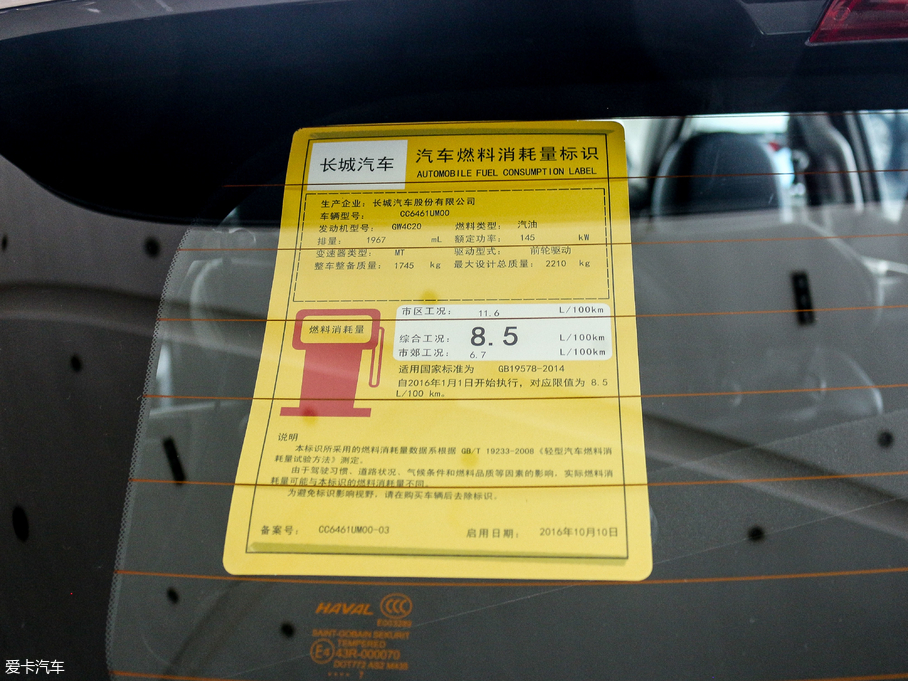 长城汽车
汽车燃料消耗量标识
AUTOMOBILE FUEL CONSUMPTION LABEL
生产企业: 长城汽车股份有限公司
车辆型号: CC6461UM00
发动机型号: GW4C20 燃料类型: 汽油
排量: 1967 mL 额定功率: 145 kW
变速器类型: MT 驱动型式: 前轮驱动
整车整备质量: 1745 kg 最大设计总质量: 2210 kg
燃料消耗量
市区工况: 11.6 L/100km
综合工况: 8.5 L/100km
市郊工况: 6.7 L/100km
适用国家标准为 GB19578-2014
自2016年1月1日开始执行，对应限值为 8.5
L/100 km。
说明
本标识所采用的燃料消耗量数据系根据 GB/T 19233-2008《轻型汽车燃料消
耗量试验方法》测定。
由于驾驶习惯、道路状况、气候条件和燃料品质等因素的影响，实际燃料消
耗量可能与本标识的燃料消耗量不同。
为避免标识影响视野，请在购买车辆后去除标识。
备案号: CC6461UM00-03 启用日期: 2016年10月10日
HAVAL CCC
E003289
SAINT-GOBAIN SEKURIT
TEMPERED
E4 43R-000070
DOT772 AS2 M435
7
爱卡汽车